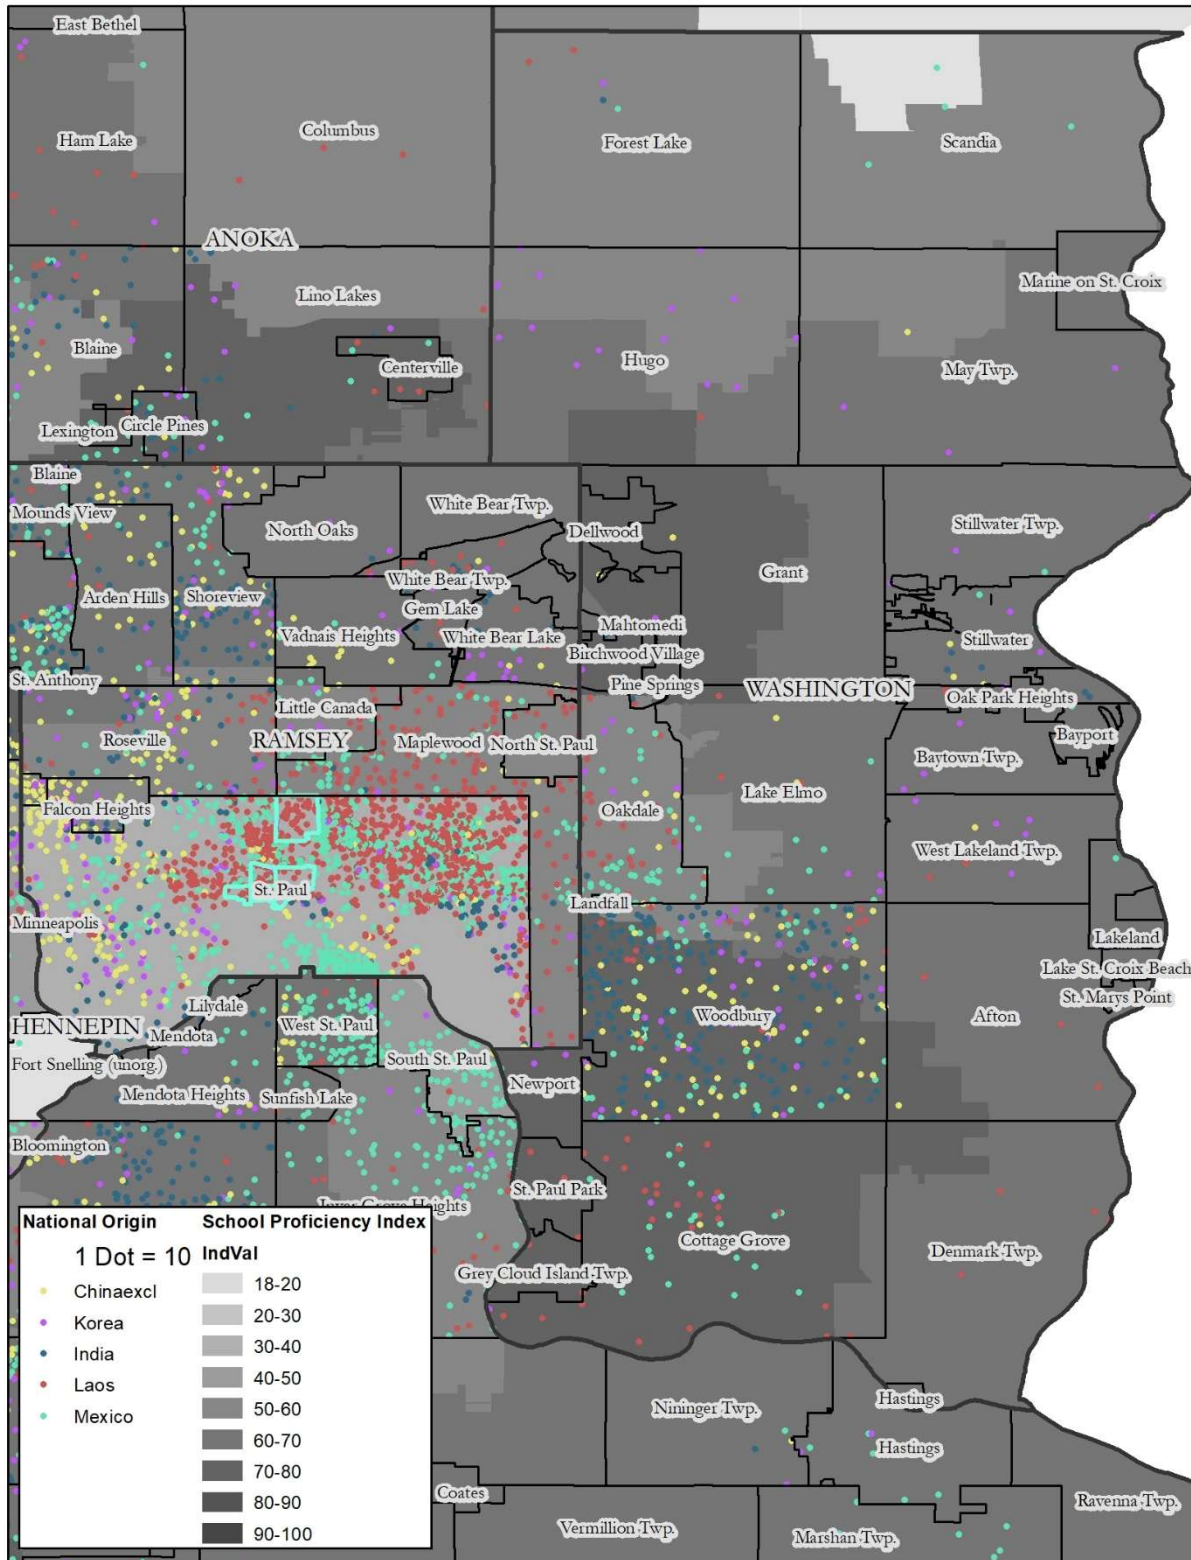 East Bethel
Ham Lake
Columbus
Forest Lake
Scandia
ANOKA
Lino Lakes
Marine on St. Croix
Blaine
Centerville
Hugo
May Twp.
Lexington
Circle Pines
Blaine
Mounds View
North Oaks
White Bear Twp.
Dellwood
Stillwater Twp.
Grant
Arden Hills
Shoreview
White Bear Twp.
Gem Lake
Vadnais Heights
White Bear Lake
Mahtomedi
Stillwater
Birchwood Village
St. Anthony
Pine Springs
WASHINGTON
Oak Park Heights
Little Canada
Roseville
RAMSEY
Maplewood
North St. Paul
Bayport
Baytown Twp.
Falcon Heights
Oakdale
Lake Elmo
West Lakeland Twp.
St. Paul
Landfall
Minneapolis
Lakeland
Lake St. Croix Beach
St. Marys Point
Lilydale
Woodbury
Afton
HENNEPIN
Mendota
West St. Paul
Fort Snelling (unorg.)
South St. Paul
Newport
Mendota Heights
Sunfish Lake
Bloomington
St. Paul Park
Inver Grove Heights
Cottage Grove
Denmark Twp.
Grey Cloud Island Twp.
Hastings
Nininger Twp.
Hastings
Coates
Ravenna Twp.
Vermillion Twp.
Marshan Twp.
National Origin
1 Dot = 10
Chinaexcl
Korea
India
Laos
Mexico
School Proficiency Index
IndVal
18-20
20-30
30-40
40-50
50-60
60-70
70-80
80-90
90-100